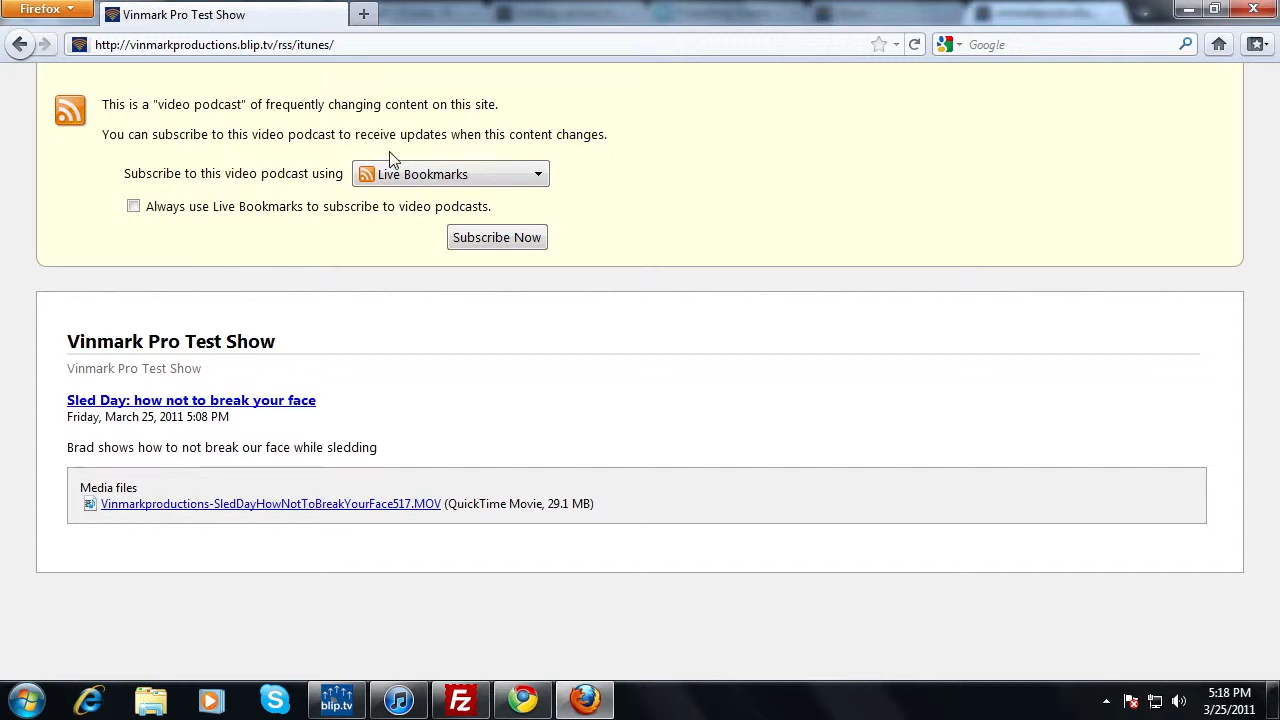 Firefox
Vinmark Pro Test Show
http://vinmarkproductions.blip.tv/rss/itunes/
Google
This is a "video podcast" of frequently changing content on this site.
You can subscribe to this video podcast to receive updates when this content changes.
Subscribe to this video podcast using
Live Bookmarks
Always use Live Bookmarks to subscribe to video podcasts.
Subscribe Now
Vinmark Pro Test Show
Vinmark Pro Test Show
Sled Day: how not to break your face
Friday, March 25, 2011 5:08 PM
Brad shows how to not break our face while sledding
Media files
Vinmarkproductions-SledDayHowNotToBreakYourFace517.MOV (QuickTime Movie, 29.1 MB)
blip.tv
5:18 PM
3/25/2011